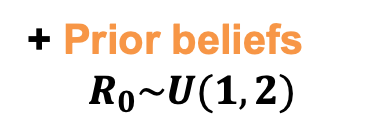 + Prior beliefs
R₀~U(1,2)